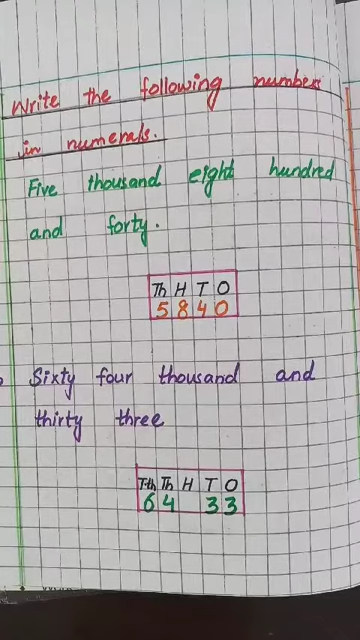 Write the following number
in numerals.
Five thousand eight hundred
and forty.
Th H T O
5 8 4 0
Sixty four thousand and
thirty three
T-th Th H T O
6 4 3 3